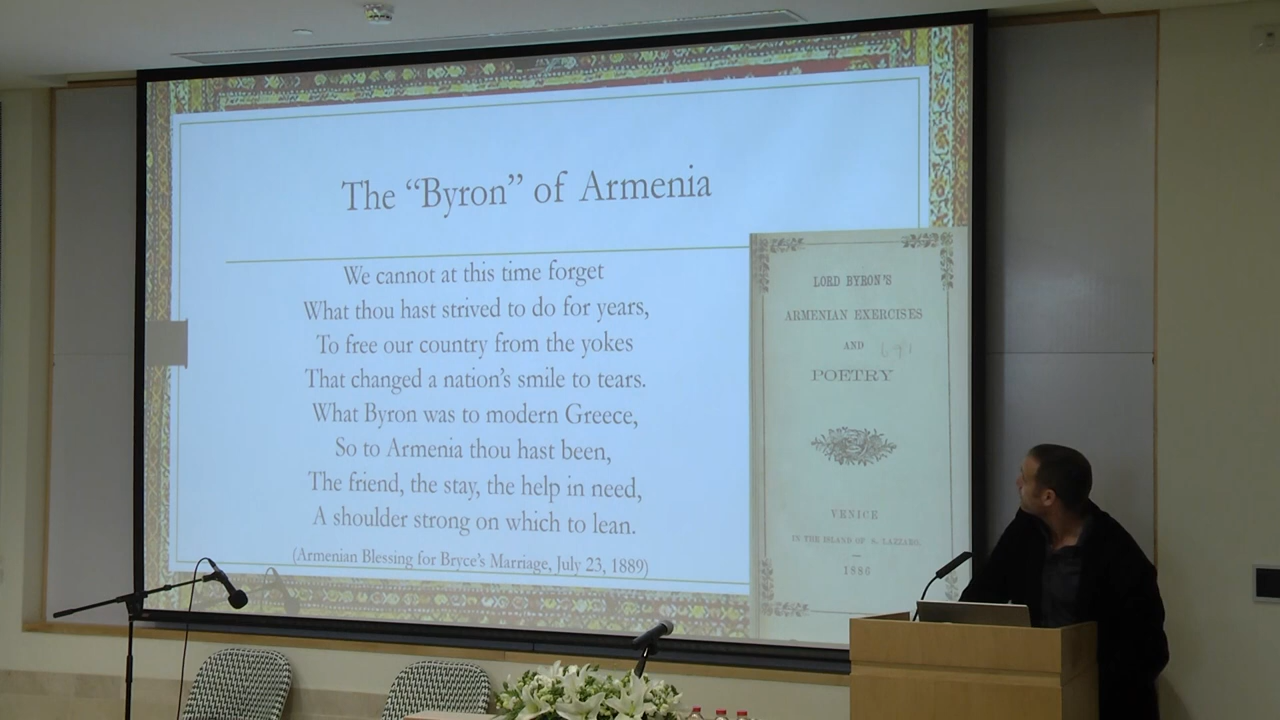 The “Byron” of Armenia
We cannot at this time forget
What thou hast strived to do for years,
To free our country from the yokes
That changed a nation’s smile to tears.
What Byron was to modern Greece,
So to Armenia thou hast been,
The friend, the stay, the help in need,
A shoulder strong on which to lean.
(Armenian Blessing for Bryce’s Marriage, July 23, 1889)
LORD BYRON'S
ARMENIAN EXERCISES
AND
POETRY
VENICE
IN THE ISLAND OF S. LAZZARO.
1886